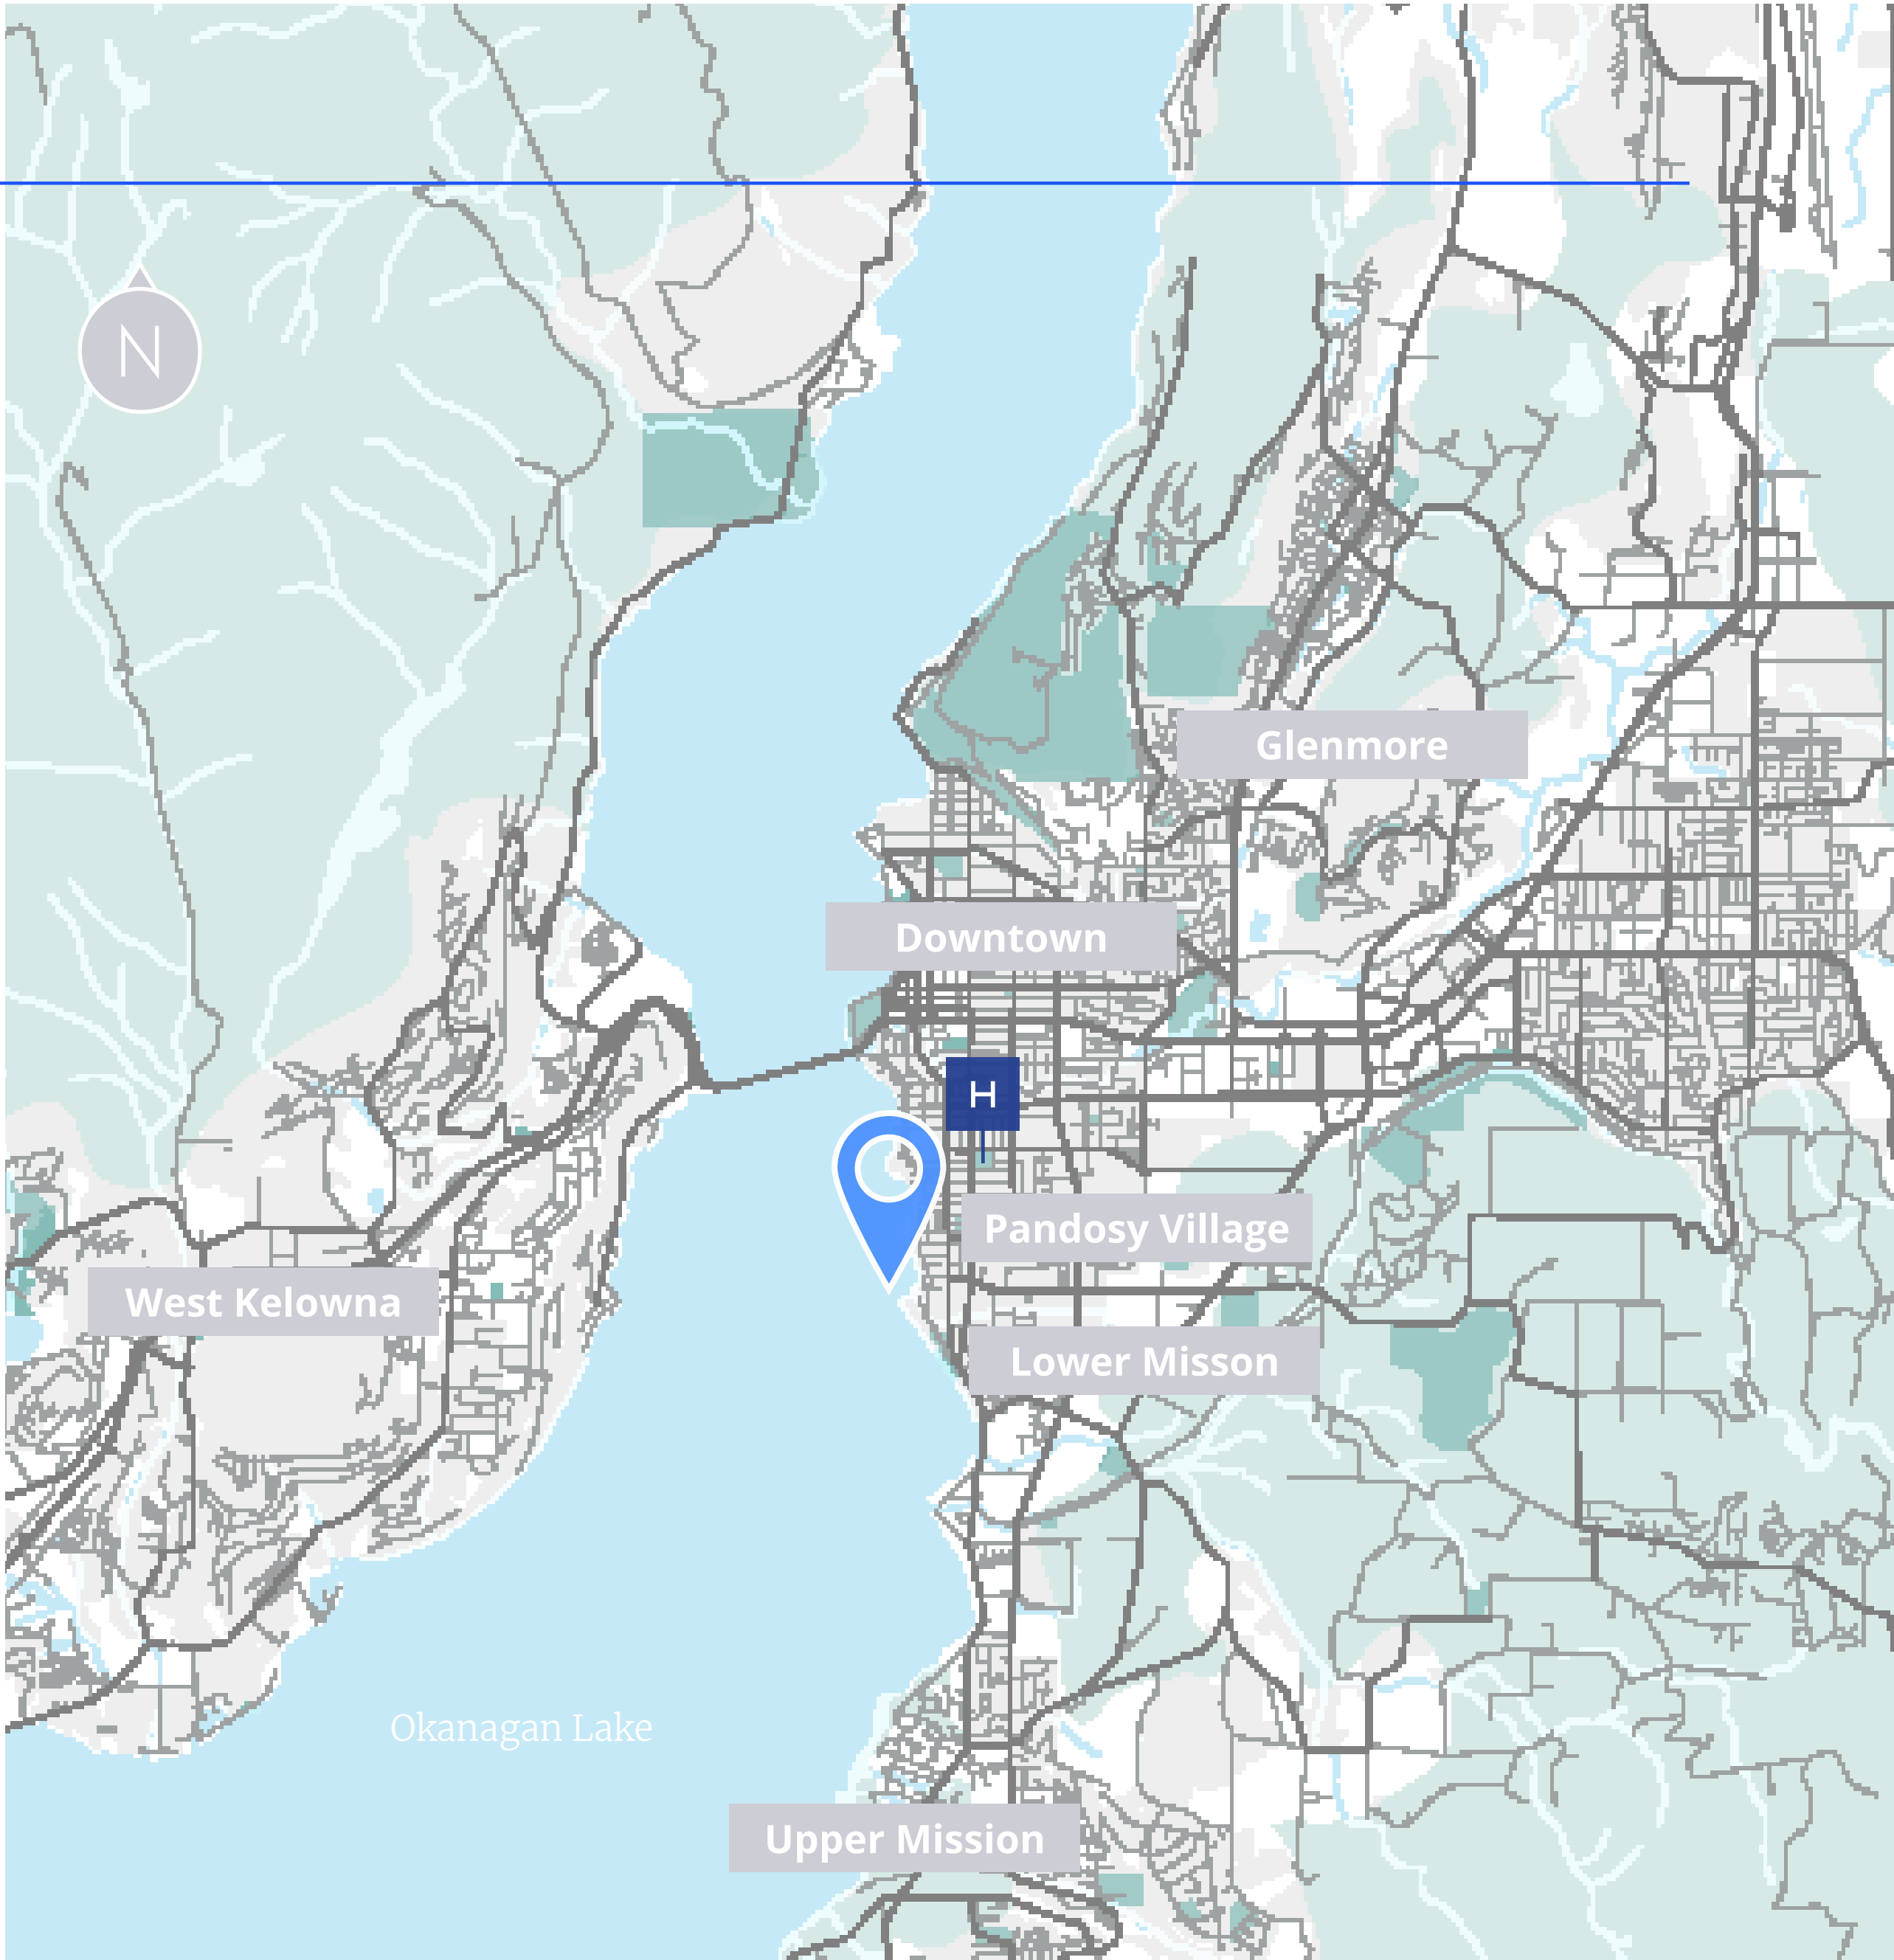 N
Glenmore
Downtown
H
Pandosy Village
West Kelowna
Lower Misson
Okanagan Lake
Upper Mission